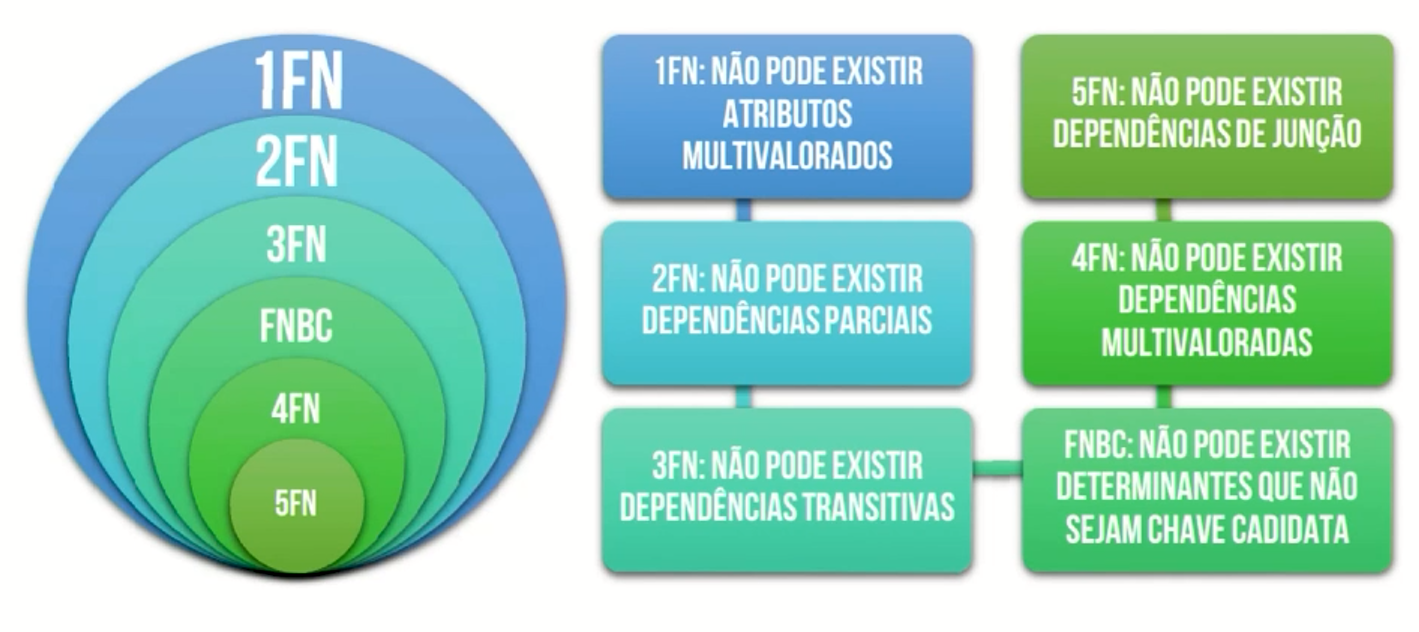 1FN
2FN
3FN
FNBC
4FN
5FN
1FN: NÃO PODE EXISTIR
ATRIBUTOS
MULTIVALORADOS
2FN: NÃO PODE EXISTIR
DEPENDÊNCIAS PARCIAIS
3FN: NÃO PODE EXISTIR
DEPENDÊNCIAS TRANSITIVAS
FNBC: NÃO PODE EXISTIR
DETERMINANTES QUE NÃO
SEJAM CHAVE CADIDATA
4FN: NÃO PODE EXISTIR
DEPENDÊNCIAS
MULTIVALORADAS
5FN: NÃO PODE EXISTIR
DEPENDÊNCIAS DE JUNÇÃO